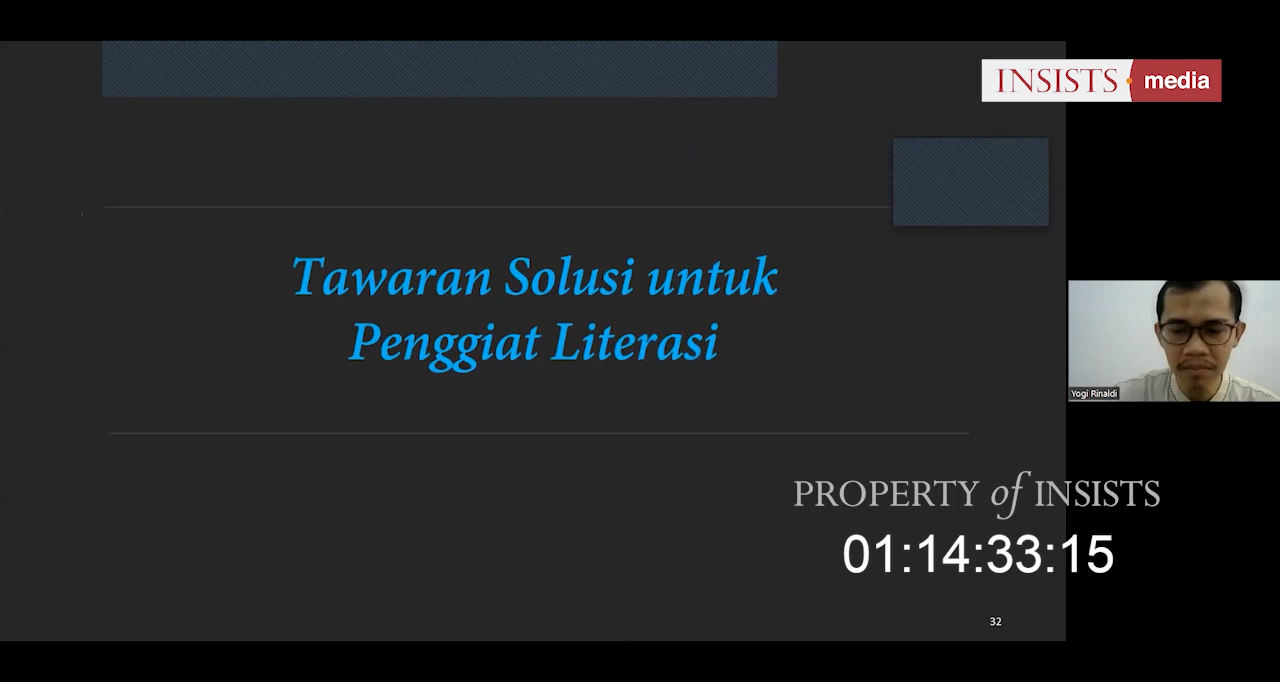 INSISTS media
Tawaran Solusi untuk
Penggiat Literasi
Yogi Rinaldi
PROPERTY of INSISTS
01:14:33:15
32